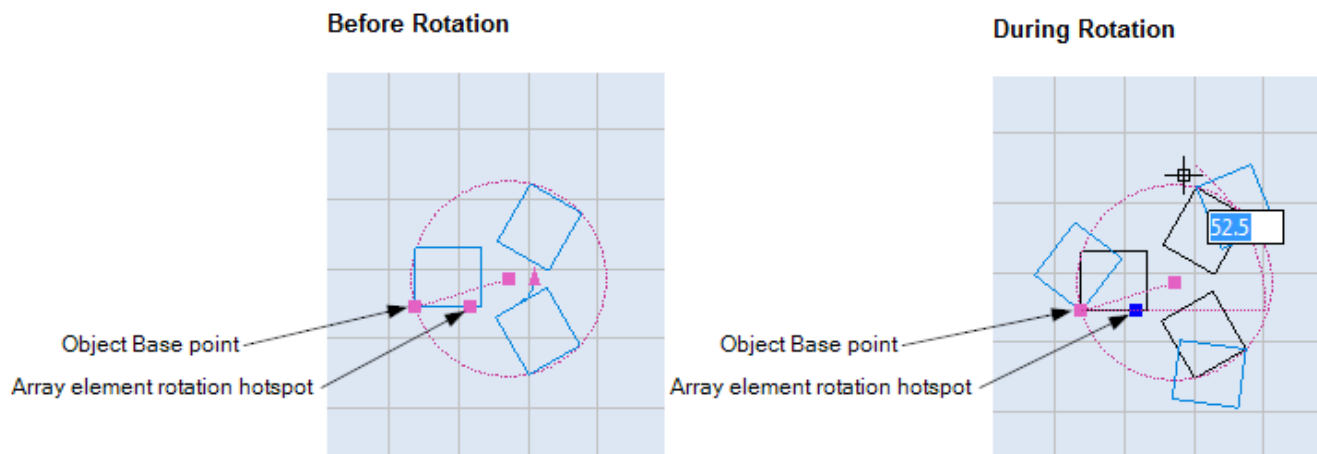 Before Rotation
Object Base point
Array element rotation hotspot
During Rotation
52.5
Object Base point
Array element rotation hotspot